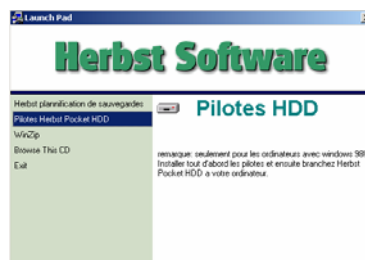 Launch Pad
Herbst Software
Herbst plannification de sauvegardes
Pilotes Herbst Pocket HDD
WinZip
Browse This CD
Exit
Pilotes HDD
remarque: seulement pour les ordinateurs avec windows 98!
Installer tout d'abord les pilotes et ensuite branchez Herbst
Pocket HDD a votre ordinateur.